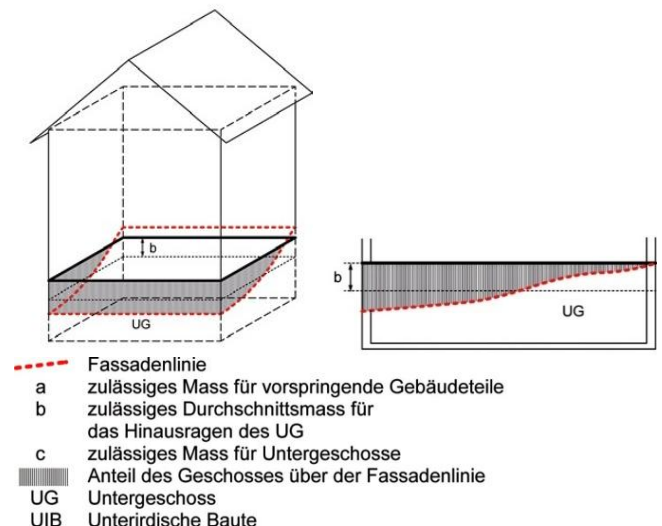 b
UG
b
UG
Fassadenlinie
a zulässiges Mass für vorspringende Gebäudeteile
b zulässiges Durchschnittsmass für
das Hinausragen des UG
c zulässiges Mass für Untergeschosse
Anteil des Geschosses über der Fassadenlinie
UG Untergeschoss
UIB Unterirdische Baute